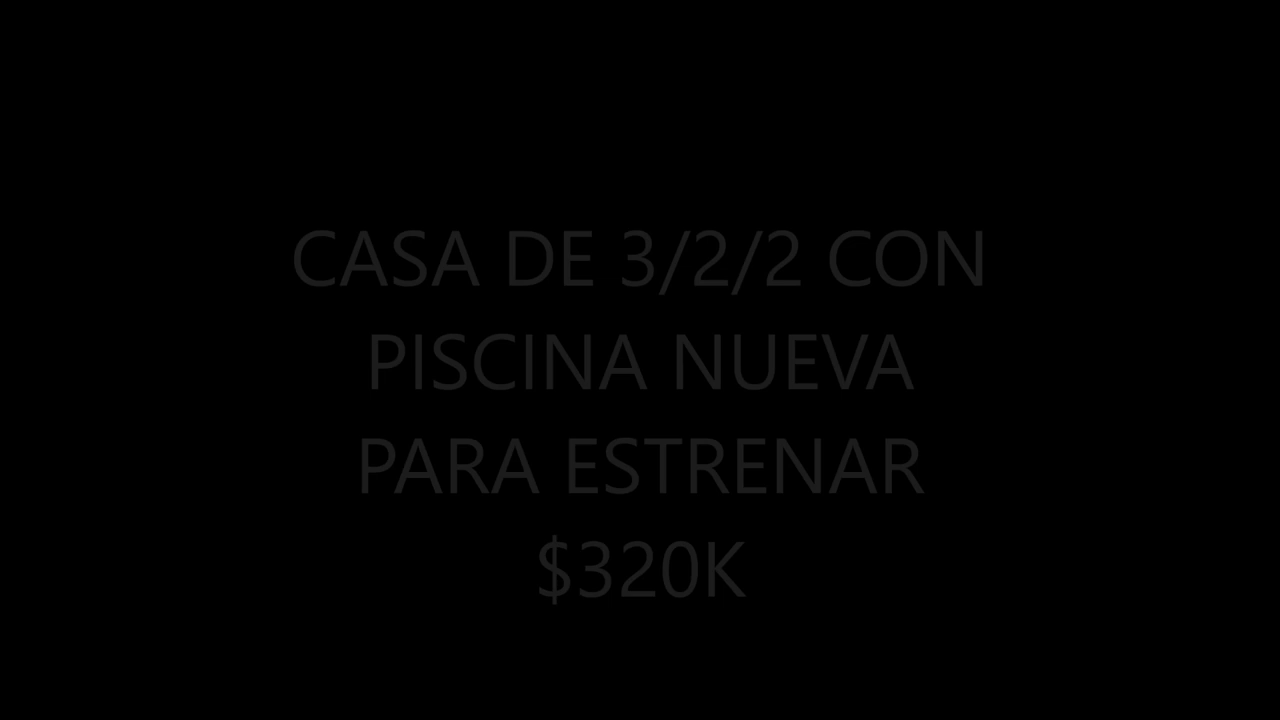 CASA DE 3/2/2 CON
PISCINA NUEVA
PARA ESTRENAR
$320K